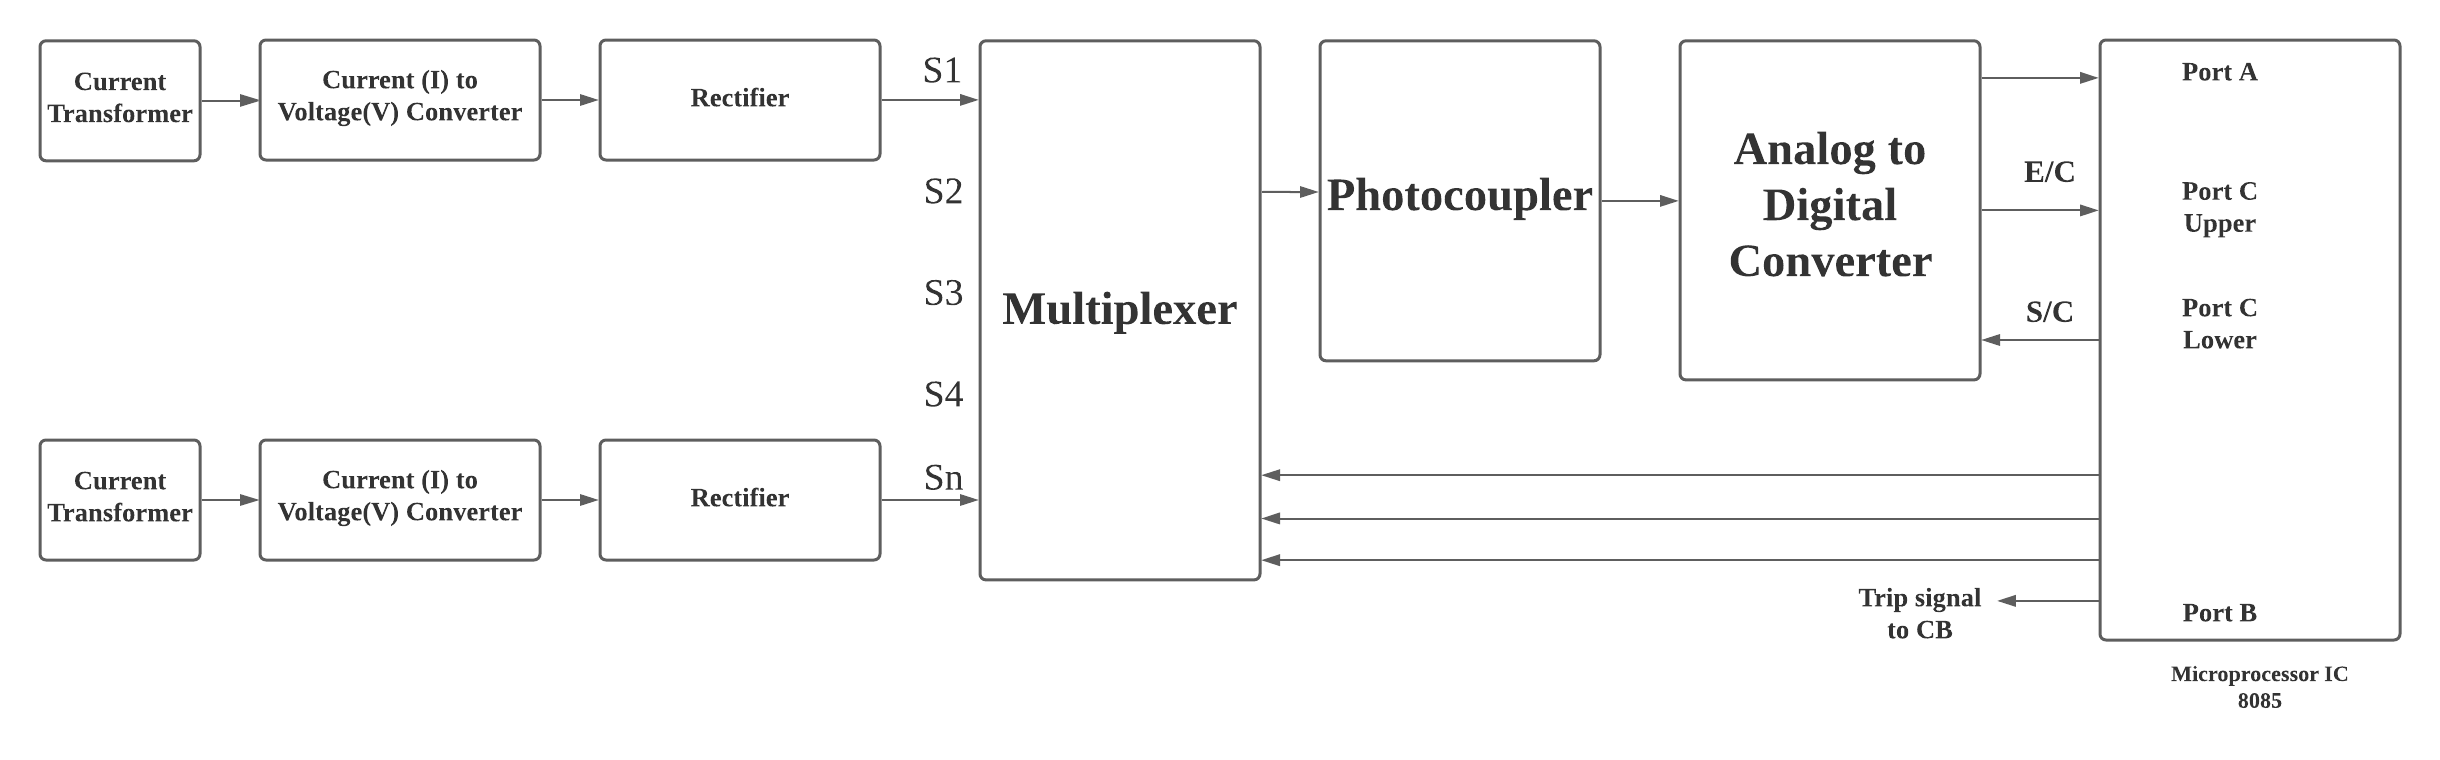 Current
Transformer
Current (I) to
Voltage(V) Converter
Rectifier
S1
S2
S3
S4
Sn
Current
Transformer
Current (I) to
Voltage(V) Converter
Rectifier
Multiplexer
Photocoupler
Analog to
Digital
Converter
E/C
S/C
Port A
Port C
Upper
Port C
Lower
Port B
Trip signal
to CB
Microprocessor IC
8085